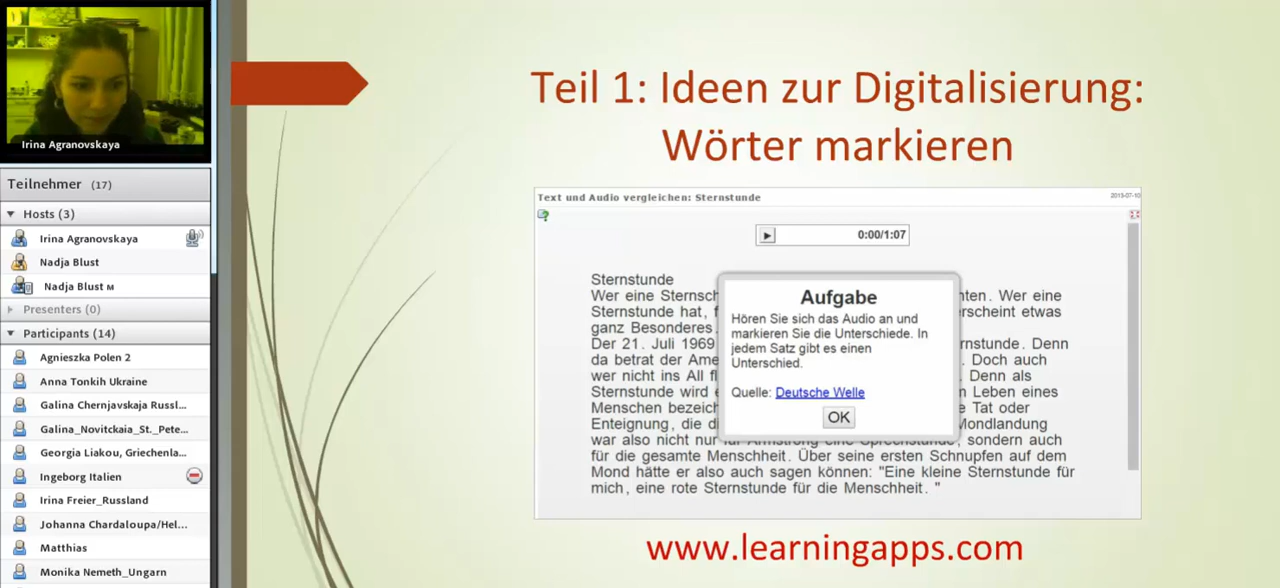 Irina Agranovskaya
Teilnehmer (17)
Hosts (3)
Irina Agranovskaya
Nadja Blust
Nadja Blust м
Presenters (0)
Participants (14)
Agnieszka Polen 2
Anna Tonkih Ukraine
Galina Chernjavskaja Russl...
Galina_Novitckaia_St._Pete...
Georgia Liakou, Griechenla...
Ingeborg Italien
Irina Freier_Russland
Johanna Chardaloupa/Hel...
Matthias
Monika Nemeth_Ungarn
Teil 1: Ideen zur Digitalisierung:
Wörter markieren
Text und Audio vergleichen: Sternstunde
0:00/1:07
Sternstunde
Wer eine Sternsch nten. Wer eine
Sternstunde hat, f erscheint etwas
ganz Besonderes.
Der 21. Juli 1969 rnstunde. Denn
da betrat der Ame . Doch auch
wer nicht ins All fl . Denn als
Sternstunde wird e n Leben eines
Menschen bezeich e Tat oder
Enteignung, die d Mondlandung
war also nicht nur für Armstrong eine Sprechstunde, sondern auch
für die gesamte Menschheit. Über seine ersten Schnupfen auf dem
Mond hätte er also auch sagen können: "Eine kleine Sternstunde für
mich, eine rote Sternstunde für die Menschheit. "
Aufgabe
Hören Sie sich das Audio an und
markieren Sie die Unterschiede. In
jedem Satz gibt es einen
Unterschied.
Quelle: Deutsche Welle
OK
www.learningapps.com